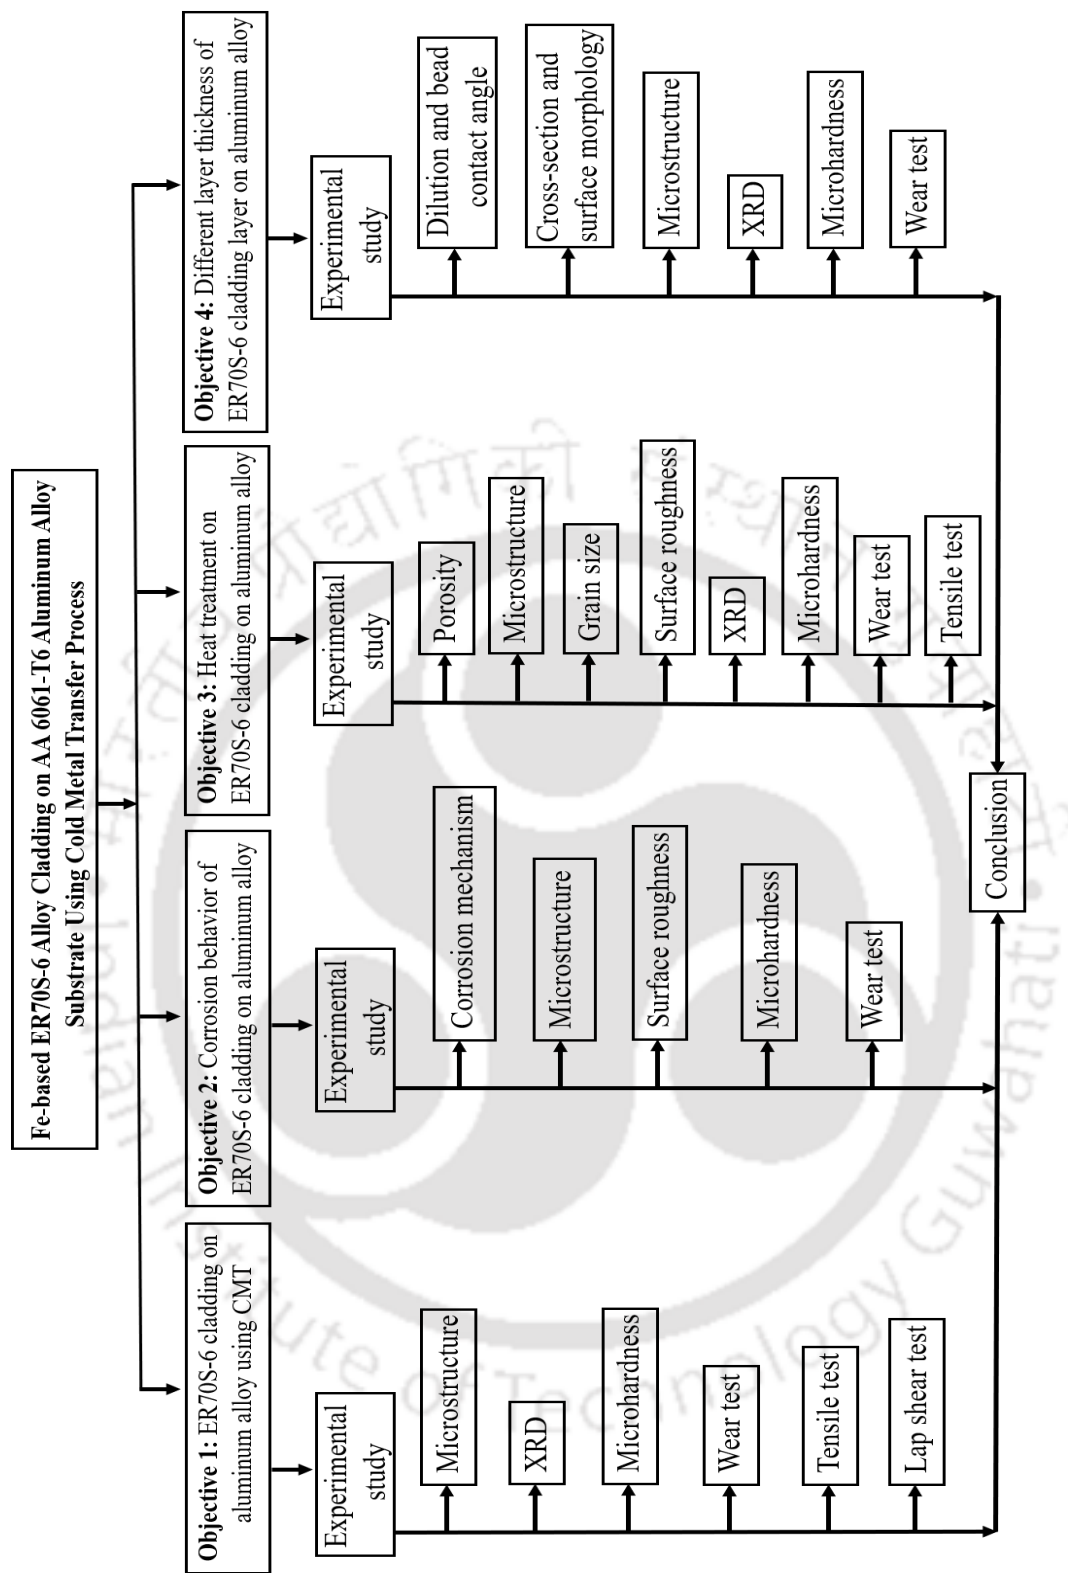 Fe-based ER70S-6 Alloy Cladding on AA 6061-T6 Aluminum Alloy
Substrate Using Cold Metal Transfer Process
Objective 1: ER70S-6 cladding on
aluminum alloy using CMT
Experimental
study
Microstructure
XRD
Microhardness
Wear test
Tensile test
Lap shear test
Objective 2: Corrosion behavior of
ER70S-6 cladding on aluminum alloy
Experimental
study
Corrosion mechanism
Microstructure
Surface roughness
Microhardness
Wear test
Objective 3: Heat treatment on
ER70S-6 cladding on aluminum alloy
Experimental
study
Porosity
Microstructure
Grain size
Surface roughness
XRD
Microhardness
Wear test
Tensile test
Objective 4: Different layer thickness of
ER70S-6 cladding layer on aluminum alloy
Experimental
study
Dilution and bead
contact angle
Cross-section and
surface morphology
Microstructure
XRD
Microhardness
Wear test
Conclusion
Indian Institute of Technology Guwahati